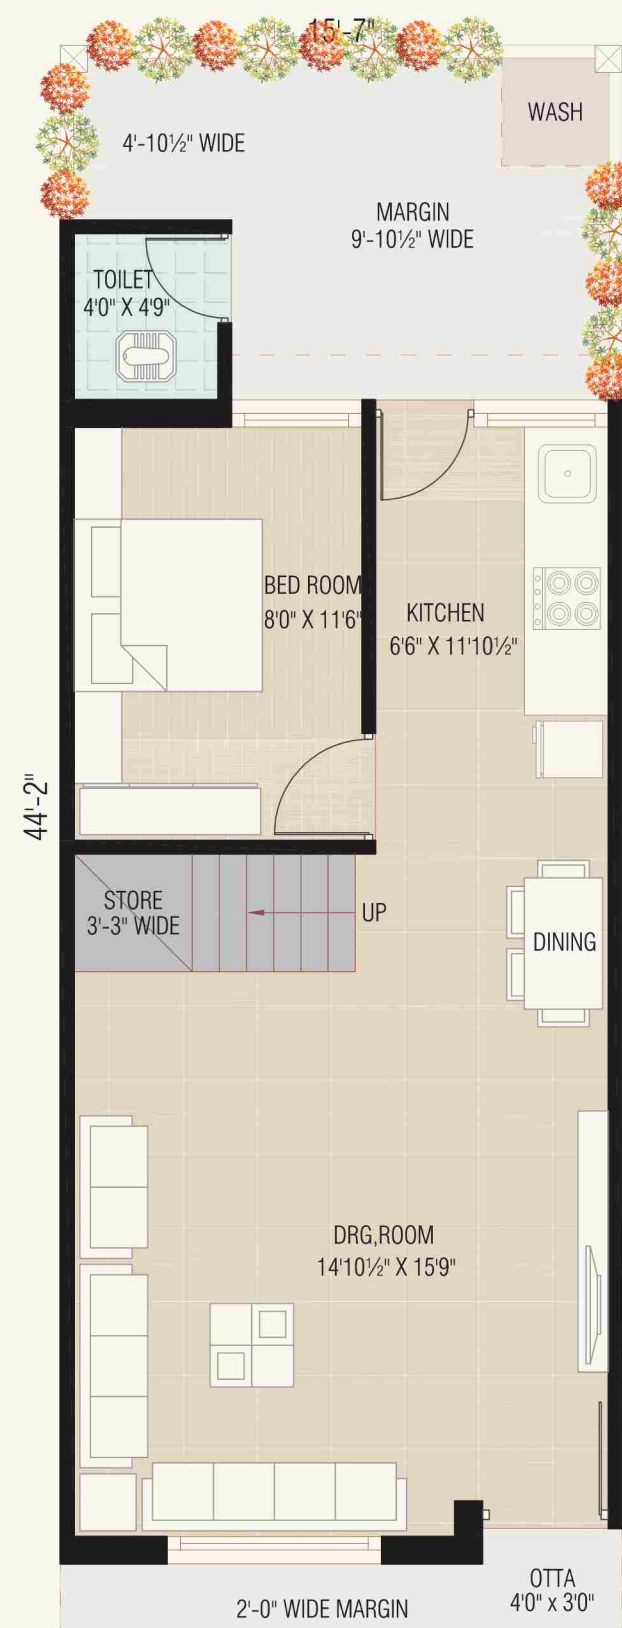 15'-7"
WASH
4'-10½" WIDE
MARGIN
9'-10½" WIDE
TOILET
4'0" X 4'9"
BED ROOM
8'0" X 11'6"
KITCHEN
6'6" X 11'10½"
44'-2"
STORE
3'-3" WIDE
UP
DINING
DRG,ROOM
14'10½" X 15'9"
OTTA
4'0" x 3'0"
2'-0" WIDE MARGIN